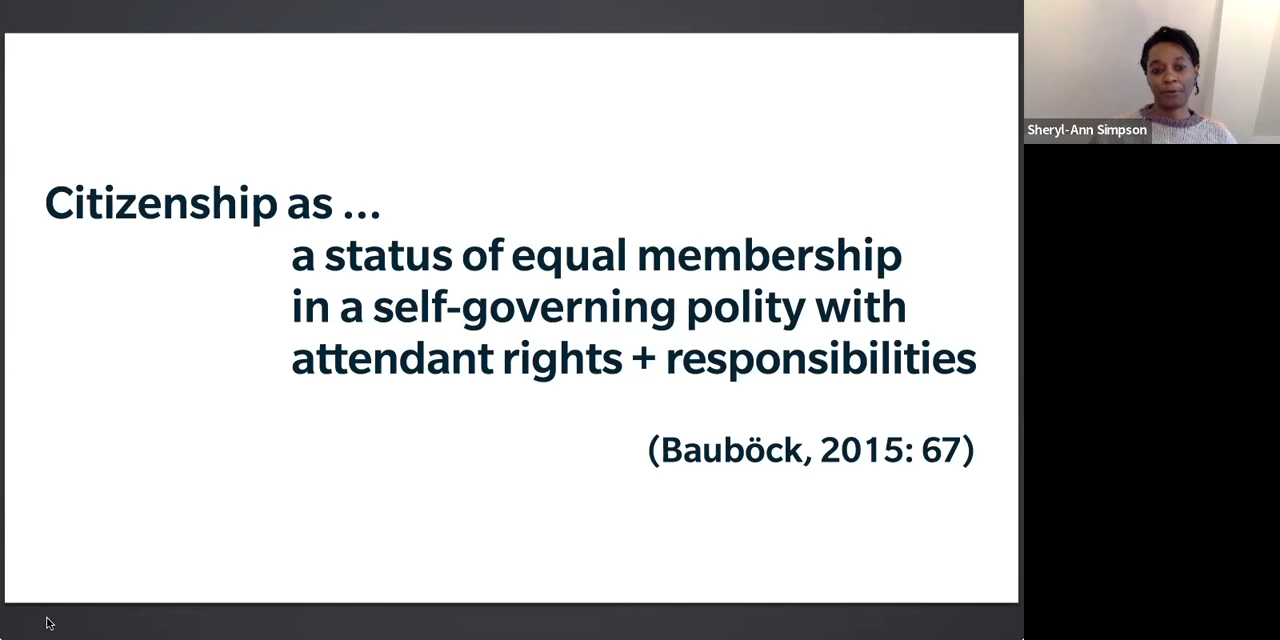 Citizenship as ...
a status of equal membership
in a self-governing polity with
attendant rights + responsibilities
(Bauböck, 2015: 67)
Sheryl-Ann Simpson